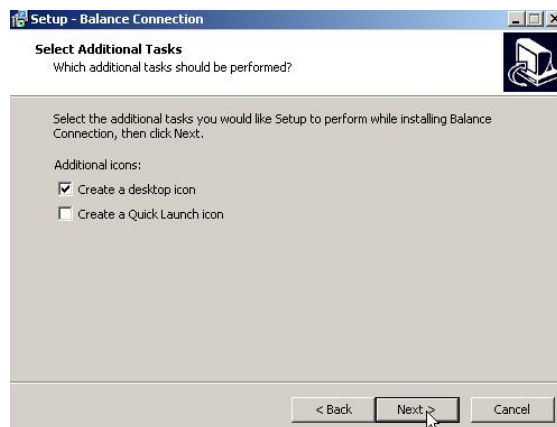 Setup - Balance Connection
Select Additional Tasks
Which additional tasks should be performed?
Select the additional tasks you would like Setup to perform while installing Balance
Connection, then click Next.
Additional icons:
Create a desktop icon
Create a Quick Launch icon
< Back Next > Cancel